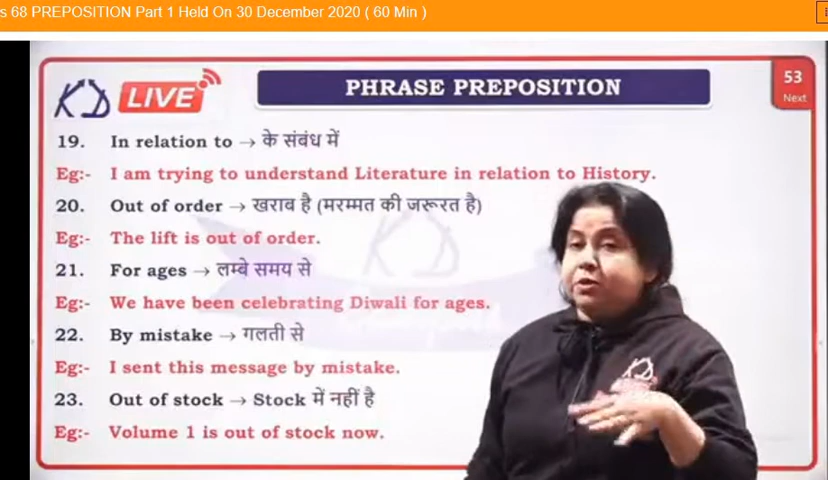 s 68 PREPOSITION Part 1 Held On 30 December 2020 ( 60 Min )
KD LIVE
PHRASE PREPOSITION
53
Next
19. In relation to → के संबंध में
Eg:- I am trying to understand Literature in relation to History.
20. Out of order → खराब है (मरम्मत की जरूरत है)
Eg:- The lift is out of order.
21. For ages → लम्बे समय से
Eg:- We have been celebrating Diwali for ages.
22. By mistake → गलती से
Eg:- I sent this message by mistake.
23. Out of stock → Stock में नहीं है
Eg:- Volume 1 is out of stock now.
KD